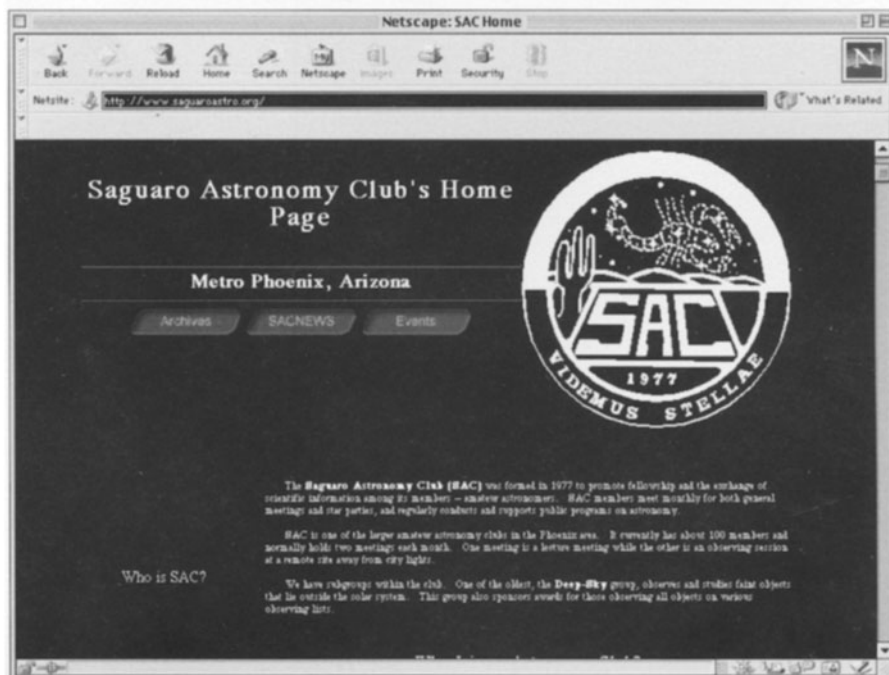 Netscape: SAC Home
Back Forward Reload Home Search Netscape Images Print Security Stop
N
Netsite: http://www.saguaroastro.org/ What's Related
Saguaro Astronomy Club's Home
Page
Metro Phoenix, Arizona
Archives SACNEWS Events
SAC
1977
VIDEMUS STELLAE
The Saguaro Astronomy Club (SAC) was formed in 1977 to promote fellowship and the exchange of
scientific information among its members – amateur astronomers. SAC members meet monthly for both general
meetings and star parties, and regularly conducts and supports public programs on astronomy.
SAC is one of the larger amateur astronomy clubs in the Phoenix area. It currently has about 100 members and
normally holds two meetings each month. One meeting is a lecture meeting while the other is an observing session
at a remote site away from city lights.
Who is SAC?
We have subgroups within the club. One of the oldest, the Deep-Sky group, observes and studies faint objects
that lie outside the solar system. This group also sponsors awards for those observing all objects on various
observing lists.